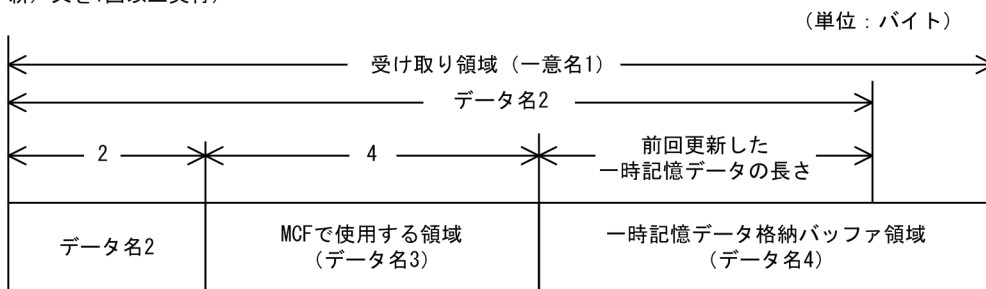 （単位：バイト）
受け取り領域（一意名1）
データ名2
2
4
前回更新した
一時記憶データの長さ
データ名2
MCFで使用する領域
（データ名3）
一時記憶データ格納バッファ領域
（データ名4）